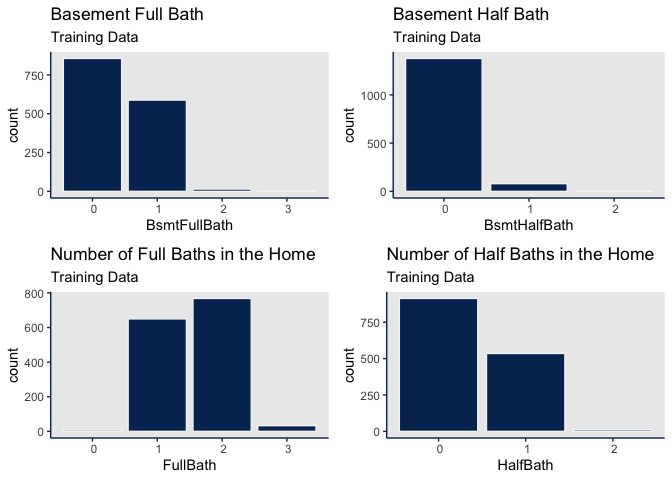 Basement Full Bath
Training Data
750
500
250
0
count
0 1 2 3
BsmtFullBath
Basement Half Bath
Training Data
1000
500
0
count
0 1 2
BsmtHalfBath
Number of Full Baths in the Home
Training Data
800
600
400
200
0
count
0 1 2 3
FullBath
Number of Half Baths in the Home
Training Data
750
500
250
0
count
0 1 2
HalfBath